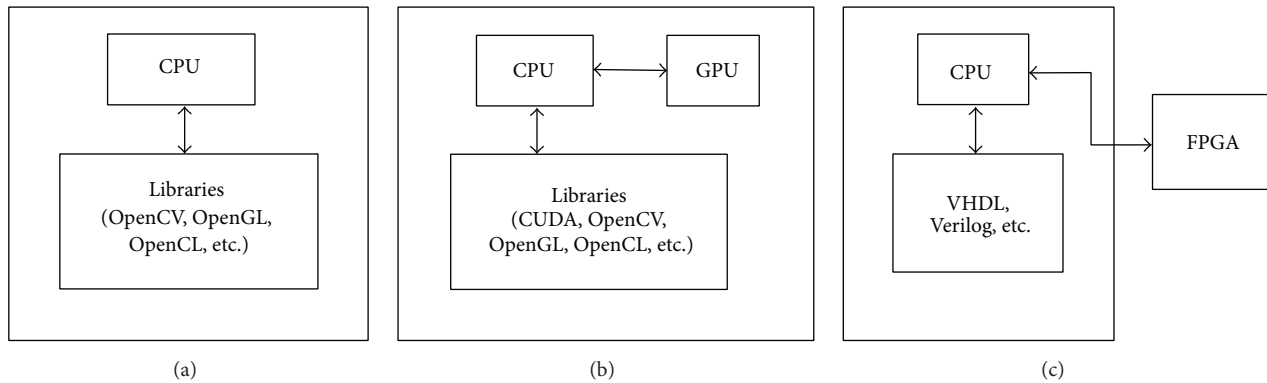 CPU
Libraries
(OpenCV, OpenGL,
OpenCL, etc.)
(a)
CPU
GPU
Libraries
(CUDA, OpenCV,
OpenGL, OpenCL, etc.)
(b)
CPU
VHDL,
Verilog, etc.
FPGA
(c)